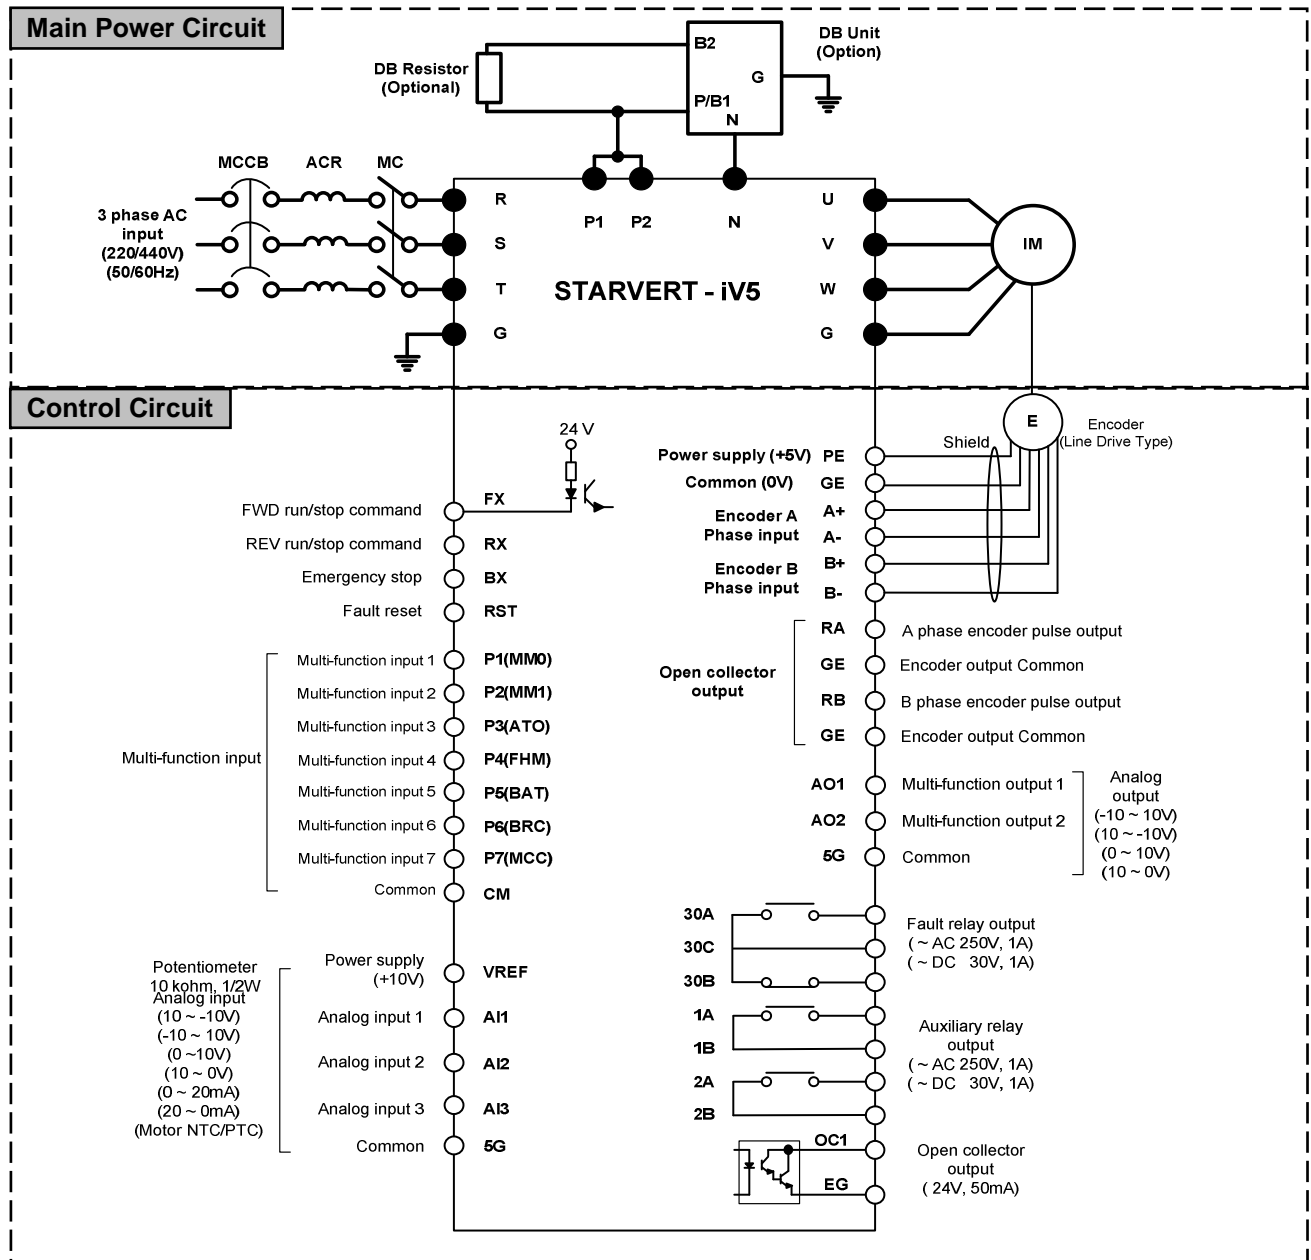 Main Power Circuit
DB Unit
(Option)
B2
G
P/B1
N
DB Resistor
(Optional)
MCCB
ACR
MC
3 phase AC
input
(220/440V)
(50/60Hz)
R
S
T
G
P1
P2
N
STARVERT - iV5
U
V
W
G
IM
Control Circuit
24 V
FX
FWD run/stop command
REV run/stop command
RX
Emergency stop
BX
Fault reset
RST
Multi-function input
Multi-function input 1
P1(MM0)
Multi-function input 2
P2(MM1)
Multi-function input 3
P3(ATO)
Multi-function input 4
P4(FHM)
Multi-function input 5
P5(BAT)
Multi-function input 6
P6(BRC)
Multi-function input 7
P7(MCC)
Common
CM
Potentiometer
10 kohm, 1/2W
Analog input
(10 ~ -10V)
(-10 ~ 10V)
(0 ~10V)
(10 ~ 0V)
(0 ~ 20mA)
(20 ~ 0mA)
(Motor NTC/PTC)
Power supply
(+10V)
VREF
Analog input 1
AI1
Analog input 2
AI2
Analog input 3
AI3
Common
5G
E
Encoder
(Line Drive Type)
Shield
Power supply (+5V)
PE
Common (0V)
GE
Encoder A
Phase input
A+
A-
Encoder B
Phase input
B+
B-
Open collector
output
RA
A phase encoder pulse output
GE
Encoder output Common
RB
B phase encoder pulse output
GE
Encoder output Common
AO1
Multi-function output 1
AO2
Multi-function output 2
5G
Common
Analog
output
(-10 ~ 10V)
(10 ~ -10V)
(0 ~ 10V)
(10 ~ 0V)
30A
30C
30B
Fault relay output
( ~ AC 250V, 1A)
( ~ DC 30V, 1A)
1A
1B
2A
2B
Auxiliary relay
output
( ~ AC 250V, 1A)
( ~ DC 30V, 1A)
OC1
EG
Open collector
output
( 24V, 50mA)